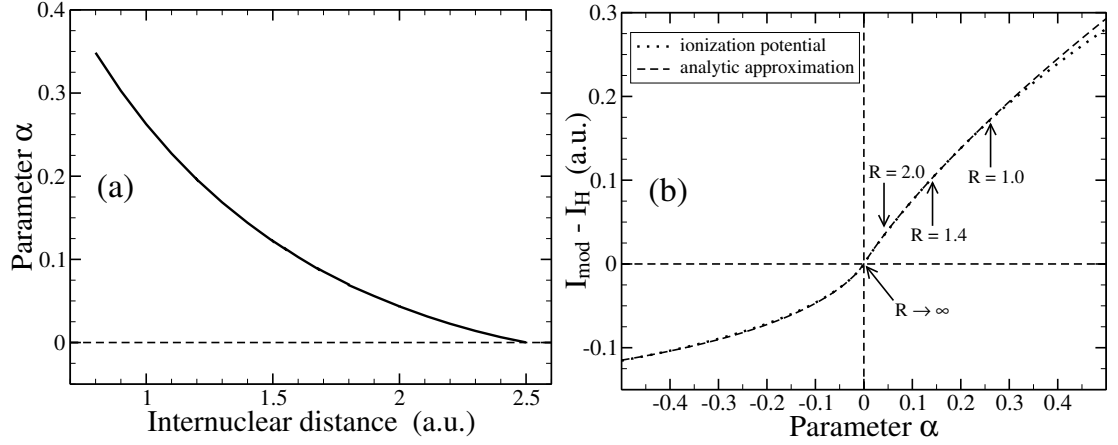 0.4
0.3
0.2
0.1
0
Parameter α
(a)
1
1.5
2
2.5
Internuclear distance (a.u.)
0.3
0.2
0.1
0
-0.1
I_mod - I_H (a.u.)
ionization potential
analytic approximation
(b)
R = 2.0
R = 1.0
R = 1.4
R → ∞
-0.4
-0.3
-0.2
-0.1
0
0.1
0.2
0.3
0.4
Parameter α